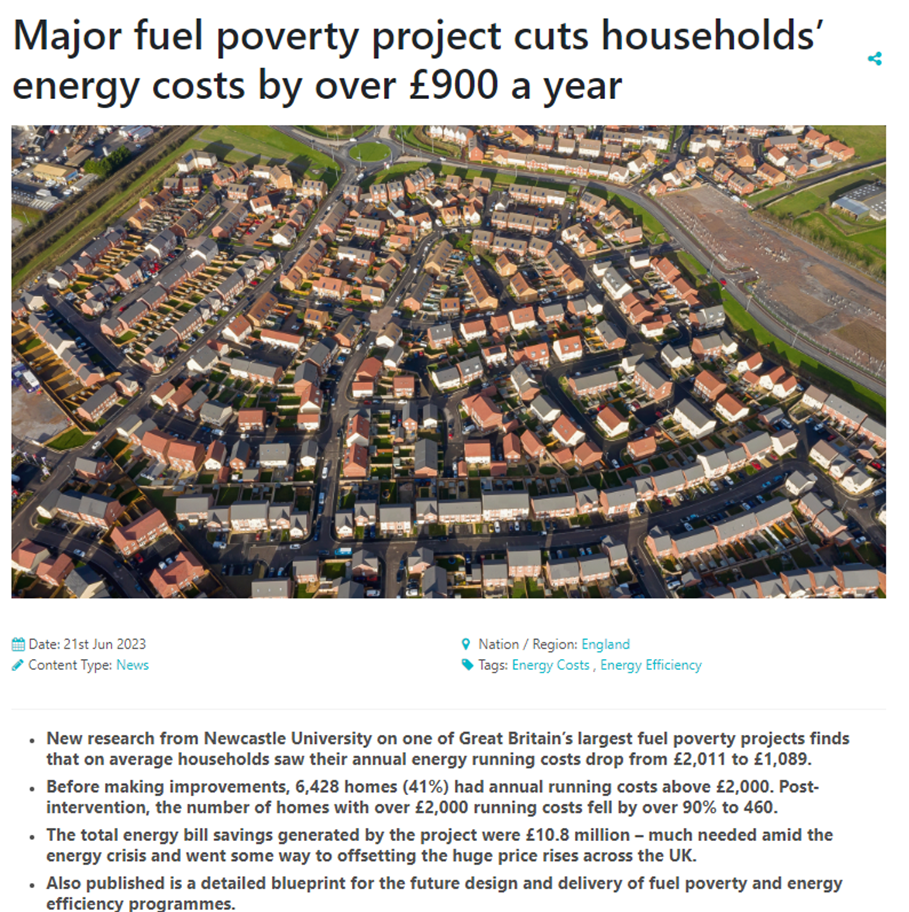 Major fuel poverty project cuts households’
energy costs by over £900 a year
Date: 21st Jun 2023
Nation / Region: England
Content Type: News
Tags: Energy Costs , Energy Efficiency
• New research from Newcastle University on one of Great Britain’s largest fuel poverty projects finds
that on average households saw their annual energy running costs drop from £2,011 to £1,089.
• Before making improvements, 6,428 homes (41%) had annual running costs above £2,000. Post-
intervention, the number of homes with over £2,000 running costs fell by over 90% to 460.
• The total energy bill savings generated by the project were £10.8 million – much needed amid the
energy crisis and went some way to offsetting the huge price rises across the UK.
• Also published is a detailed blueprint for the future design and delivery of fuel poverty and energy
efficiency programmes.